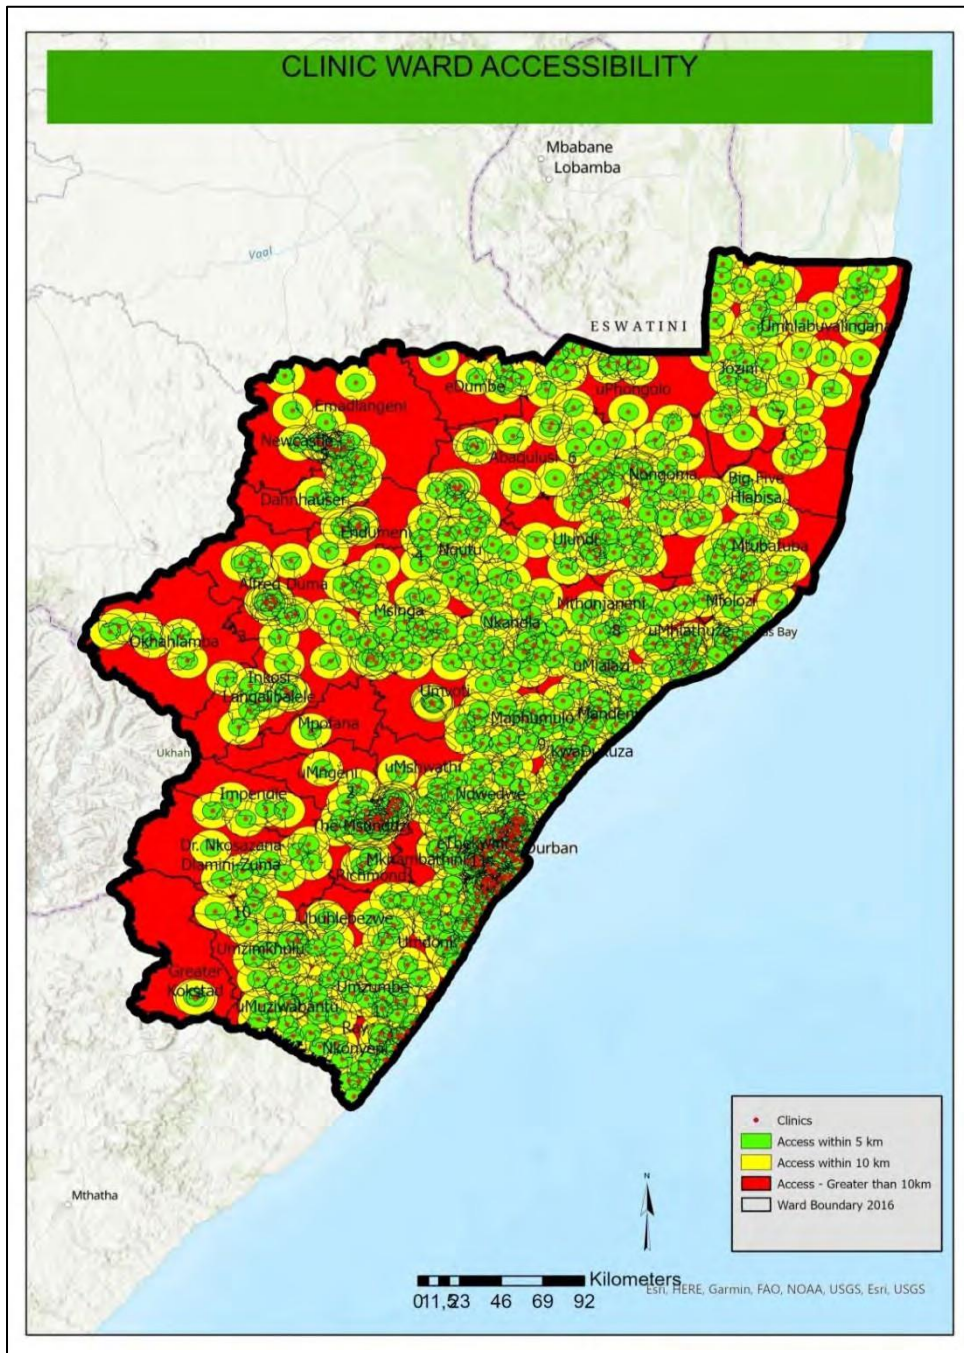 CLINIC WARD ACCESSIBILITY
Mbabane
Lobamba
Vaal
ESWATINI
Umhlabuyalingana
Jozini
eDumbe
uPhongolo
Emadlangeni
Newcastle
Abaqulusi 6
Nongoma
Big Five
Hlabisa
Dannhauser
Endumeni
4
Nqutu
Ulundi
Mtubatuba
Alfred Duma
Msinga
Mthonjaneni
Mfolozi
Nkandla
8
uMhlathuze
Bay
Okhahlamba
uMlalazi
Inkosi
Langalibalele
Umvoti
Maphumulo
Mandeni
Mpofana
9
KwaDukuza
Ukhah
uMngeni
uMshwathi
Impendle
2
Ndwedwe
The Msunduzi
Dr. Nkosazana
Dlamini-Zuma
Durban
Mkhambathini
Richmond
10
Ubuhlebezwe
Umzimkhulu
Umdoni
Greater
Kokstad
Umzumbe
uMuziwabantu
1
Ray
Nkonyeni
Mthatha
Clinics
Access within 5 km
Access within 10 km
Access - Greater than 10km
Ward Boundary 2016
N
Kilometers
0 11,5 23 46 69 92
Esri, HERE, Garmin, FAO, NOAA, USGS, Esri, USGS